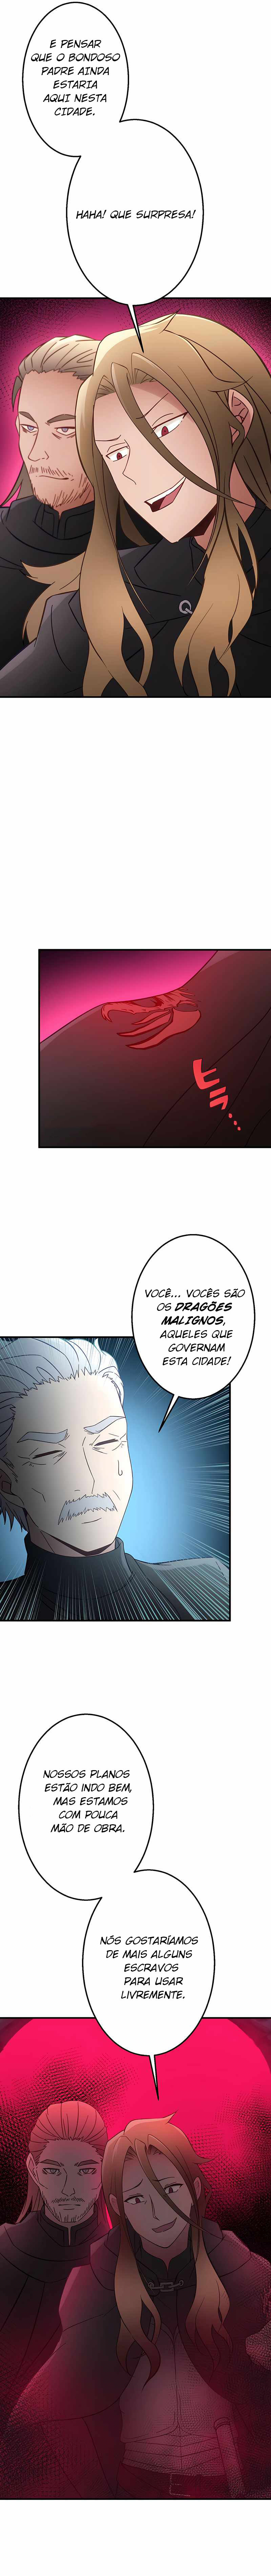 E PENSAR
QUE O BONDOSO
PADRE AINDA
ESTARIA
AQUI NESTA
CIDADE.
HAHA! QUE SURPRESA!
ヒラ...
VOCÊ... VOCÊS SÃO
OS DRAGÕES
MALIGNOS,
AQUELES QUE
GOVERNAM
ESTA CIDADE!
NOSSOS PLANOS
ESTÃO INDO BEM,
MAS ESTAMOS
COM POUCA
MÃO DE OBRA.
NÓS GOSTARÍAMOS
DE MAIS ALGUNS
ESCRAVOS
PARA USAR
LIVREMENTE.